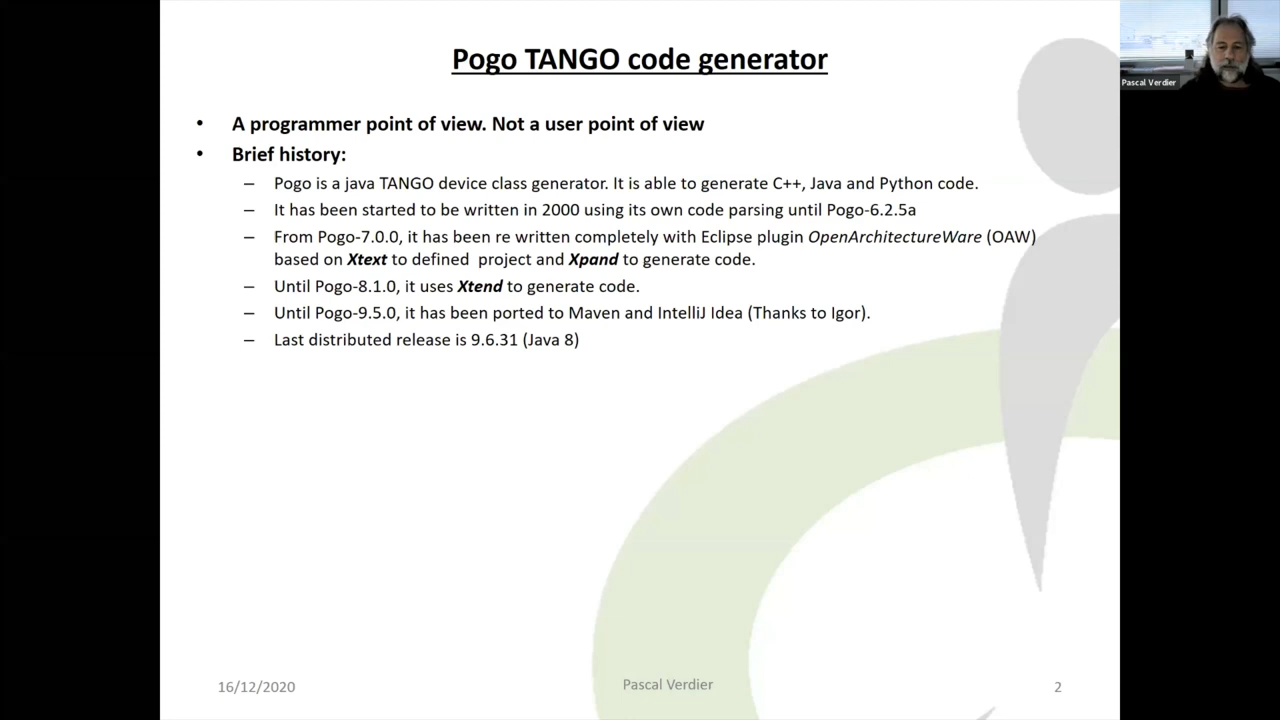 Pogo TANGO code generator
Pascal Verdier
• A programmer point of view. Not a user point of view
• Brief history:
– Pogo is a java TANGO device class generator. It is able to generate C++, Java and Python code.
– It has been started to be written in 2000 using its own code parsing until Pogo-6.2.5a
– From Pogo-7.0.0, it has been re written completely with Eclipse plugin OpenArchitectureWare (OAW)
based on Xtext to defined  project and Xpand to generate code.
– Until Pogo-8.1.0, it uses Xtend to generate code.
– Until Pogo-9.5.0, it has been ported to Maven and IntelliJ Idea (Thanks to Igor).
– Last distributed release is 9.6.31 (Java 8)
16/12/2020
Pascal Verdier
2